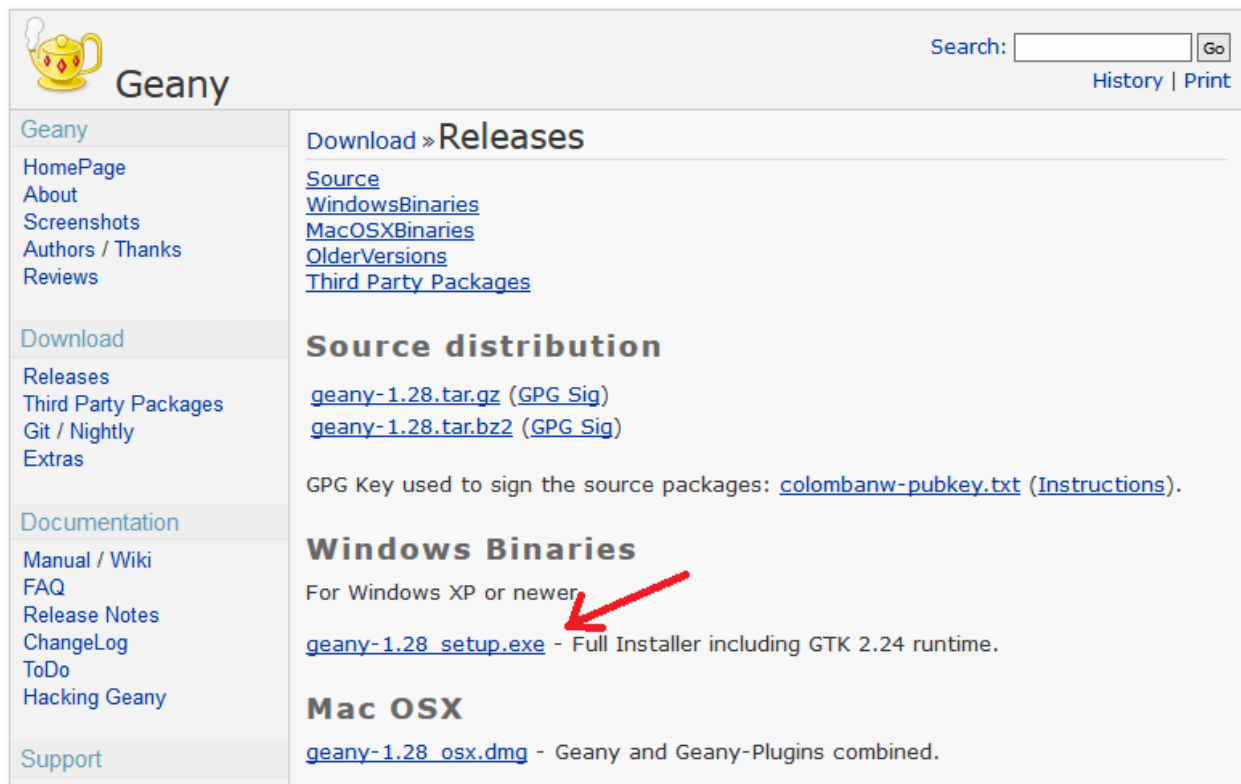 Geany
Search: Go
History | Print
Geany
HomePage
About
Screenshots
Authors / Thanks
Reviews
Download
Releases
Third Party Packages
Git / Nightly
Extras
Documentation
Manual / Wiki
FAQ
Release Notes
ChangeLog
ToDo
Hacking Geany
Support
Download » Releases
Source
WindowsBinaries
MacOSXBinaries
OlderVersions
Third Party Packages
Source distribution
geany-1.28.tar.gz (GPG Sig)
geany-1.28.tar.bz2 (GPG Sig)
GPG Key used to sign the source packages: colombanw-pubkey.txt (Instructions).
Windows Binaries
For Windows XP or newer
geany-1.28_setup.exe - Full Installer including GTK 2.24 runtime.
Mac OSX
geany-1.28_osx.dmg - Geany and Geany-Plugins combined.